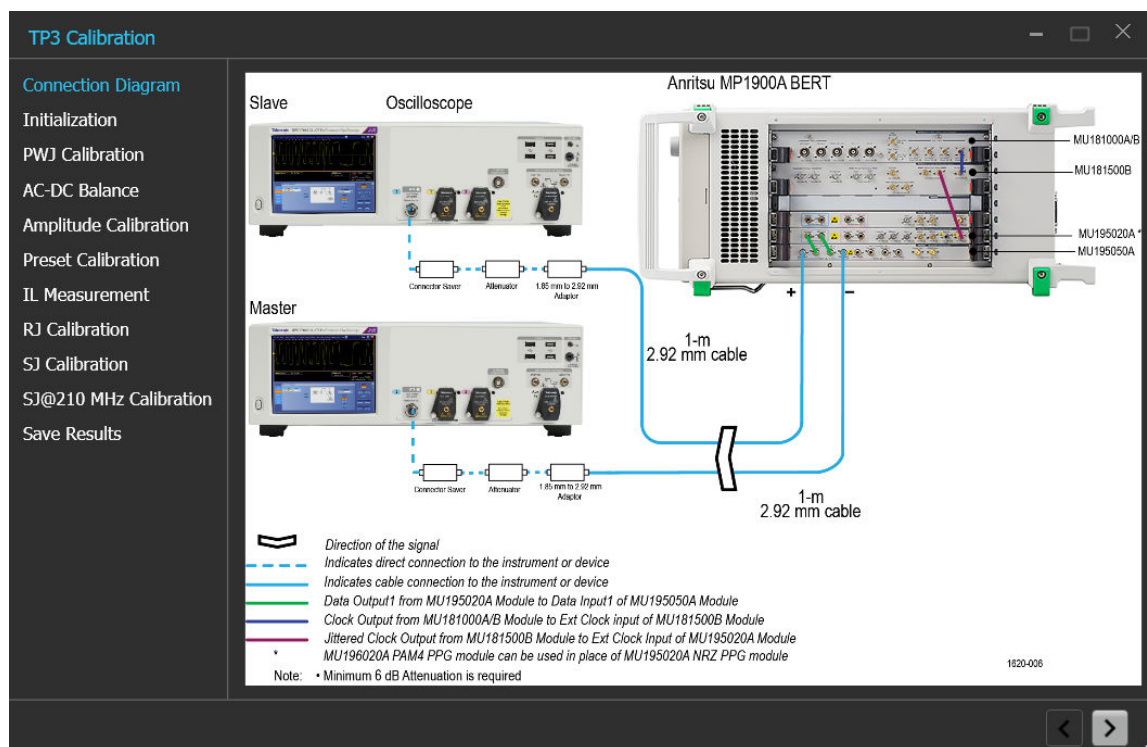 TP3 Calibration
Connection Diagram
Initialization
PWJ Calibration
AC-DC Balance
Amplitude Calibration
Preset Calibration
IL Measurement
RJ Calibration
SJ Calibration
SJ@210 MHz Calibration
Save Results
Anritsu MP1900A BERT
Slave
Oscilloscope
MU181000A/B
MU181500B
MU195020A *
MU195050A
Connector Saver
Attenuator
1.85 mm to 2.92 mm
Adaptor
+
−
Master
1-m
2.92 mm cable
Connector Saver
Attenuator
1.85 mm to 2.92 mm
Adaptor
1-m
2.92 mm cable
Direction of the signal
Indicates direct connection to the instrument or device
Indicates cable connection to the instrument or device
Data Output1 from MU195020A Module to Data Input1 of MU195050A Module
Clock Output from MU181000A/B Module to Ext Clock input of MU181500B Module
Jittered Clock Output from MU181500B Module to Ext Clock Input of MU195020A Module
* MU196020A PAM4 PPG module can be used in place of MU195020A NRZ PPG module
Note: • Minimum 6 dB Attenuation is required
1620-006